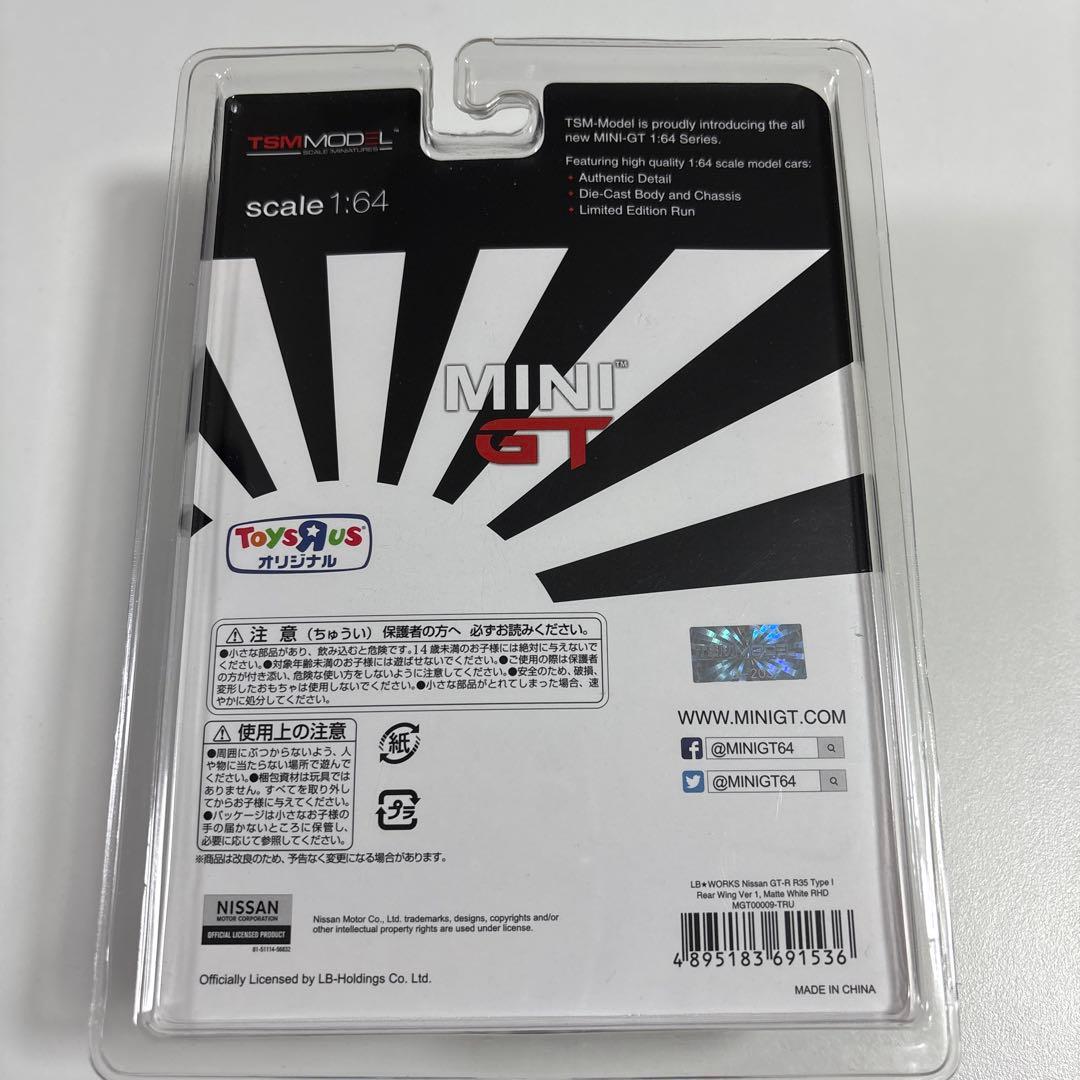 TSM MODEL™
SCALE MINIATURES
scale 1:64
TSM-Model is proudly introducing the all
new MINI-GT 1:64 Series.
Featuring high quality 1:64 scale model cars:
• Authentic Detail
• Die-Cast Body and Chassis
• Limited Edition Run
MINI™
GT
TOYSЯUS
オリジナル
⚠ 注 意 (ちゅうい) 保護者の方へ 必ずお読みください。
●小さな部品があり、飲み込むと危険です。14歳未満のお子様には絶対に与えないで
ください。●対象年齢未満のお子様には遊ばせないでください。●ご使用の際は保護者
の方が付き添い、危険な使い方をしないように注意してください。●安全のため、破損、
変形したおもちゃは使用しないでください。●小さな部品がとれてしまった場合、速
やかに処分してください。
⚠ 使用上の注意
●周囲にぶつからないよう、人
や物に当たらない場所で遊んで
ください。●梱包資材は玩具では
ありません。すべてを取り外し
てからお子様に与えてください。
●パッケージは小さなお子様の
手の届かないところに保管し、
必要に応じて参照してください。
紙
プラ
※商品は改良のため、予告なく変更になる場合があります。
TSM MODEL
WWW.MINIGT.COM
@MINIGT64
@MINIGT64
NISSAN
MOTOR CORPORATION
OFFICIAL LICENSED PRODUCT
01-51114-56832
Nissan Motor Co., Ltd. trademarks, designs, copyrights and/or
other intellectual property rights are used under license.
Officially Licensed by LB-Holdings Co. Ltd.
LB★WORKS Nissan GT-R R35 Type I
Rear Wing Ver 1, Matte White RHD
MGT00009-TRU
4 895183 691536
MADE IN CHINA